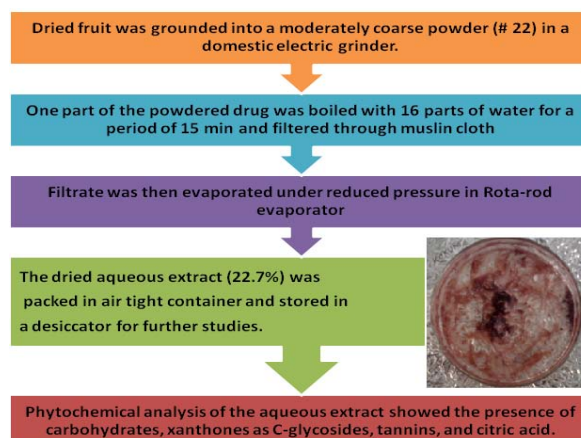 Dried fruit was grounded into a moderately coarse powder (# 22) in a
domestic electric grinder.
One part of the powdered drug was boiled with 16 parts of water for a
period of 15 min and filtered through muslin cloth
Filtrate was then evaporated under reduced pressure in Rota-rod
evaporator
The dried aqueous extract (22.7%) was
packed in air tight container and stored in
a desiccator for further studies.
Phytochemical analysis of the aqueous extract showed the presence of
carbohydrates, xanthones as C-glycosides, tannins, and citric acid.